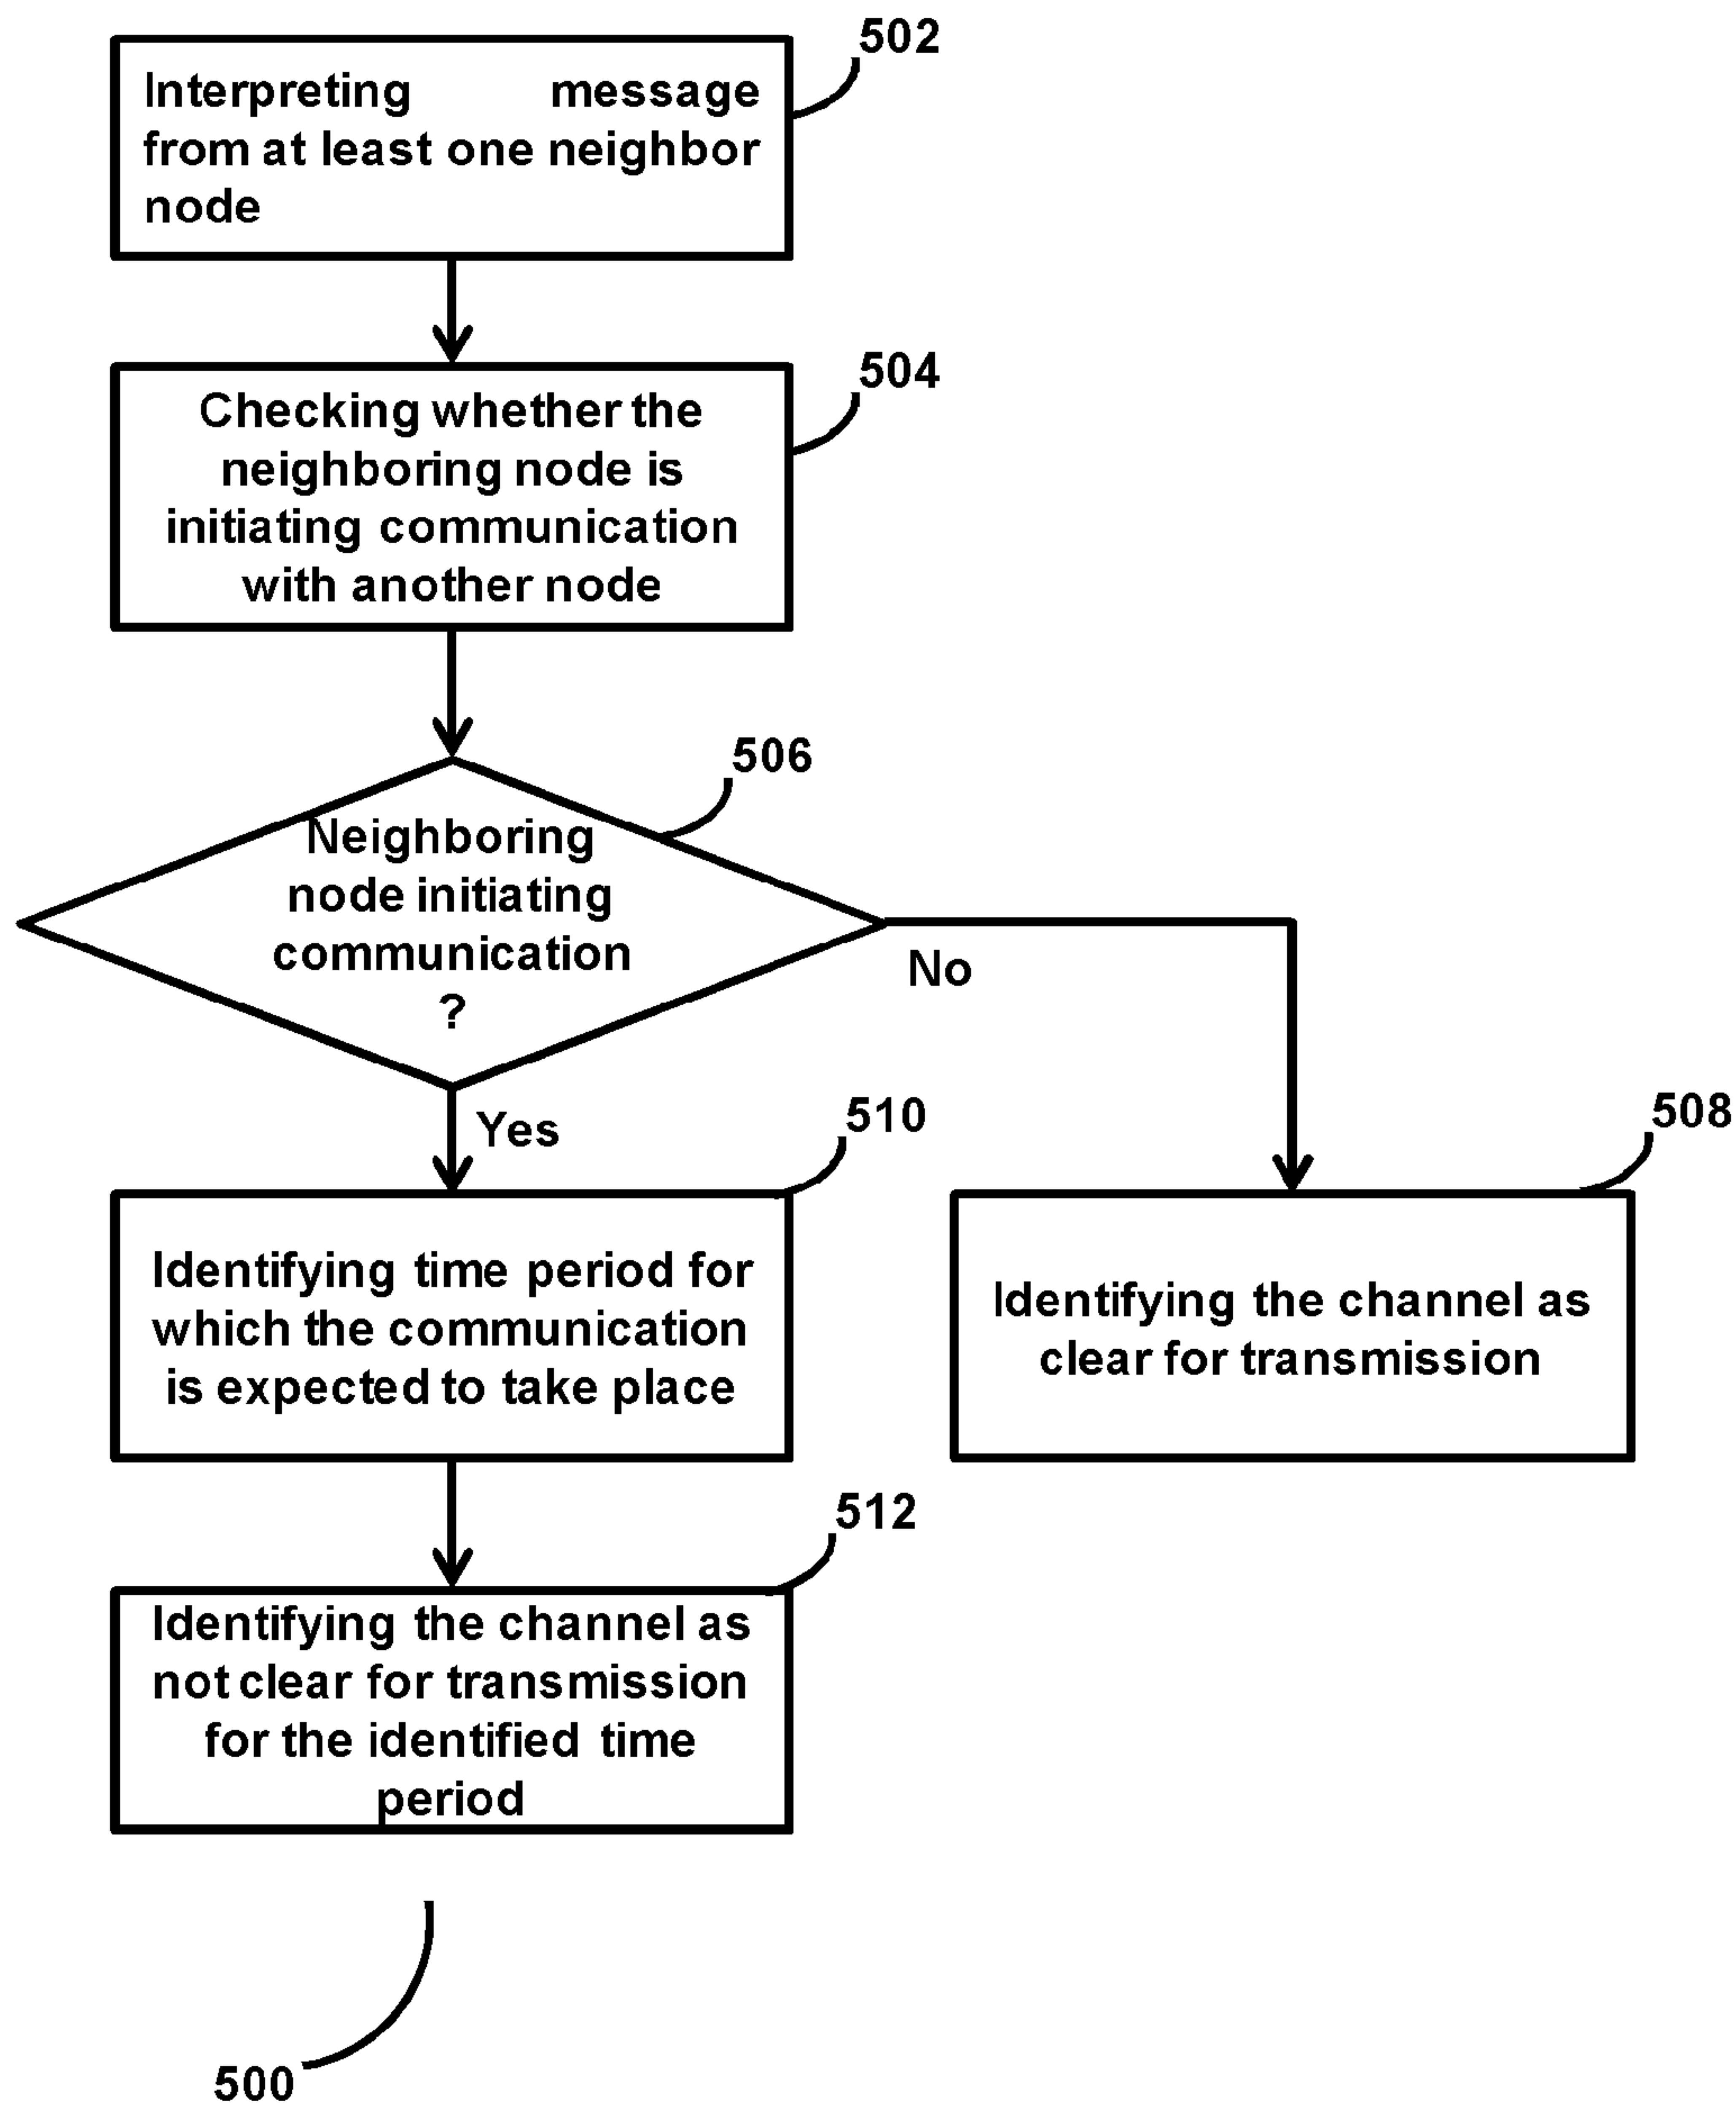 502
Interpreting message
from at least one neighbor
node
504
Checking whether the
neighboring node is
initiating communication
with another node
506
Neighboring
node initiating
communication
?
No
Yes
510
508
Identifying time period for
which the communication
is expected to take place
Identifying the channel as
clear for transmission
512
Identifying the channel as
not clear for transmission
for the identified time
period
500